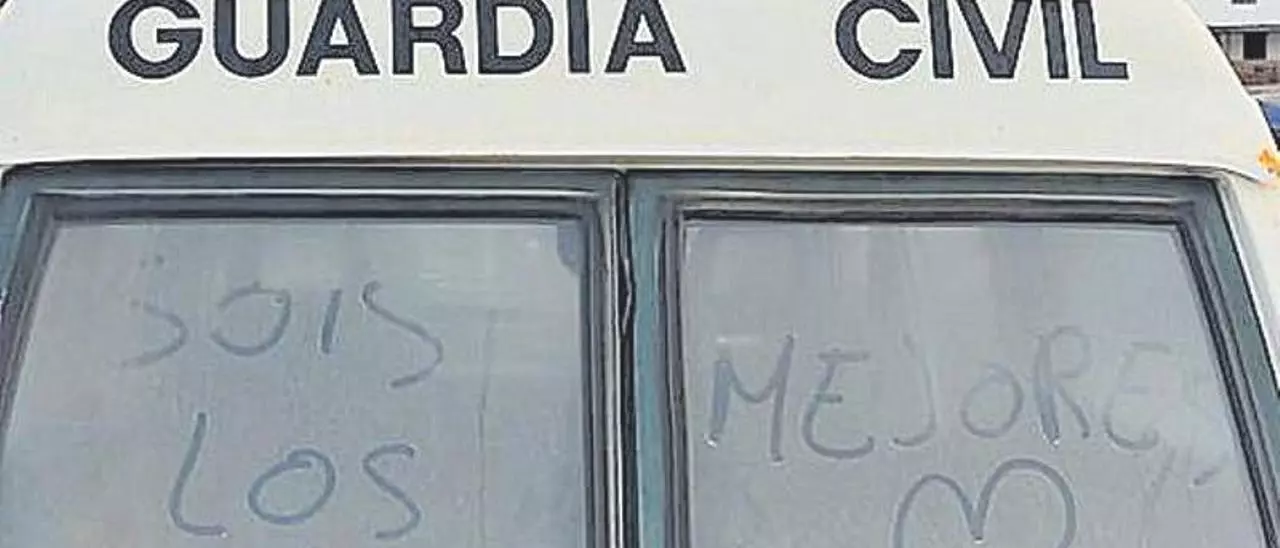 GUARDIA CIVIL
SOIS
LOS
MEJORES